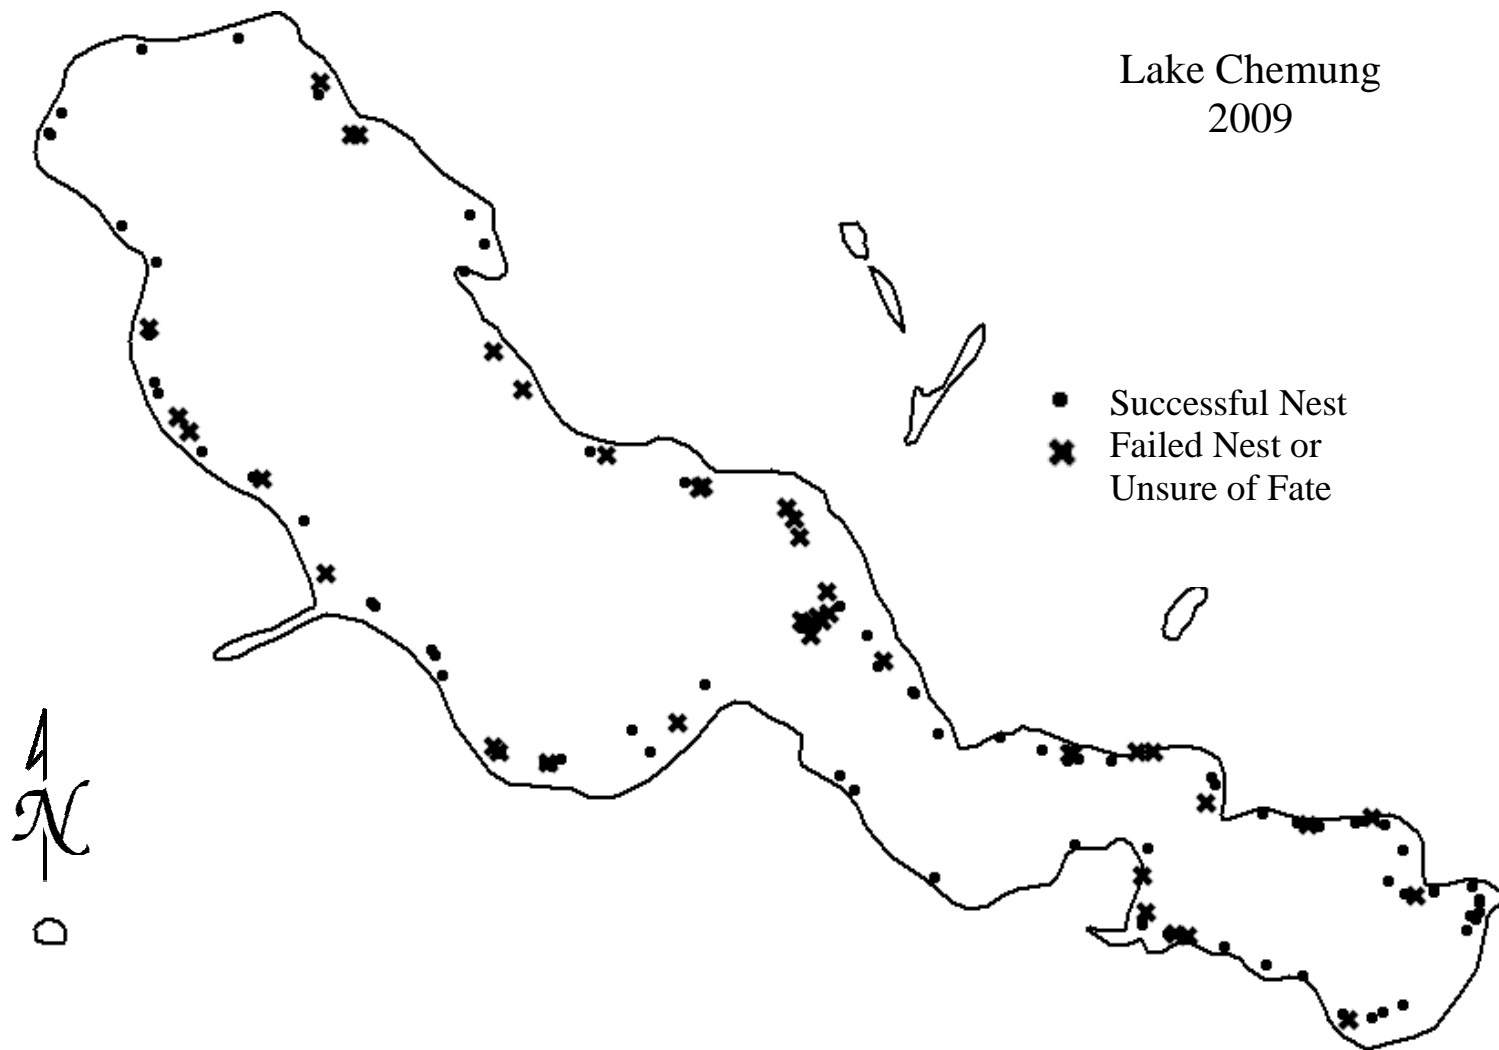 Lake Chemung
2009
Successful Nest
Failed Nest or
Unsure of Fate
N